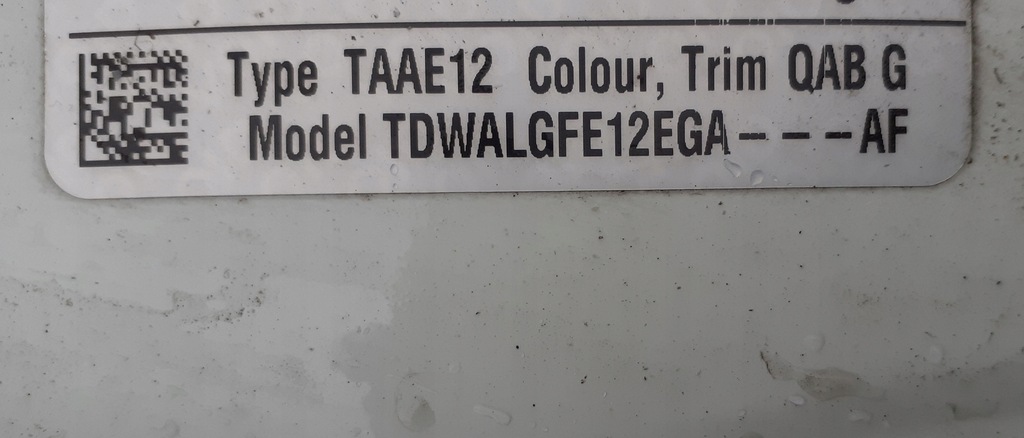 Type TAAE12 Colour, Trim QAB G
Model TDWALGFE12EGA---AF